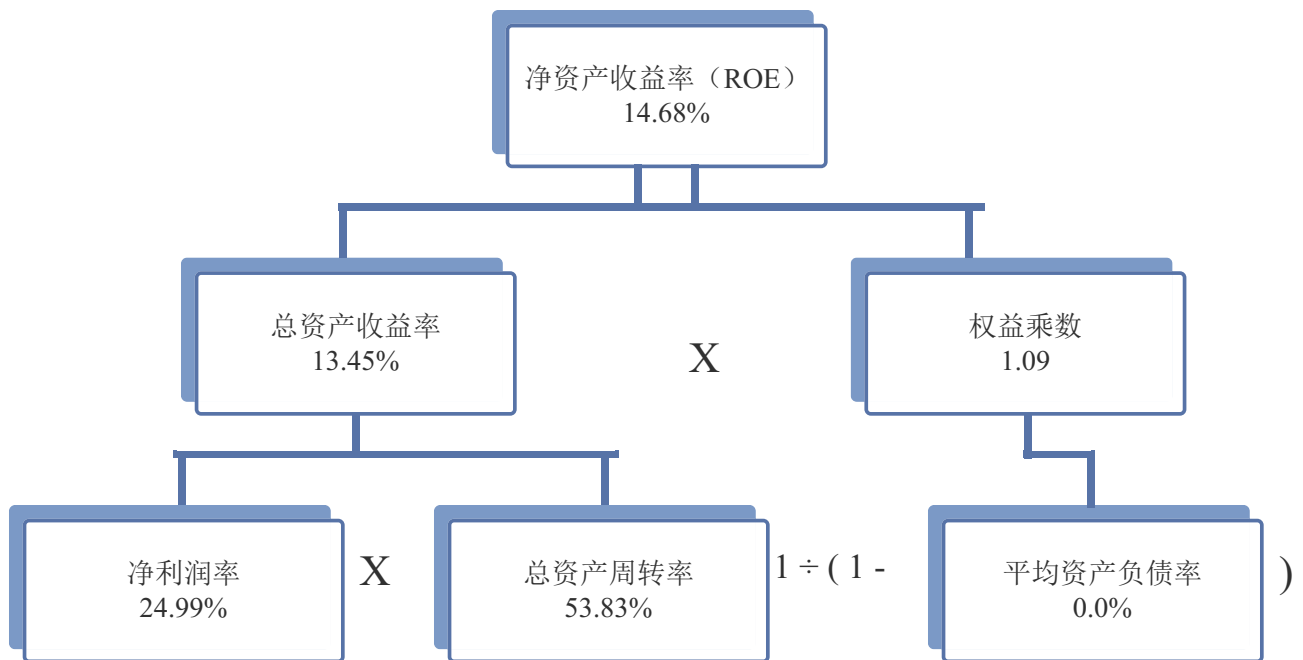 净资产收益率（ROE）
14.68%
总资产收益率
13.45%
X
权益乘数
1.09
净利润率
24.99%
X
总资产周转率
53.83%
1 ÷ ( 1 -
平均资产负债率
0.0%
)